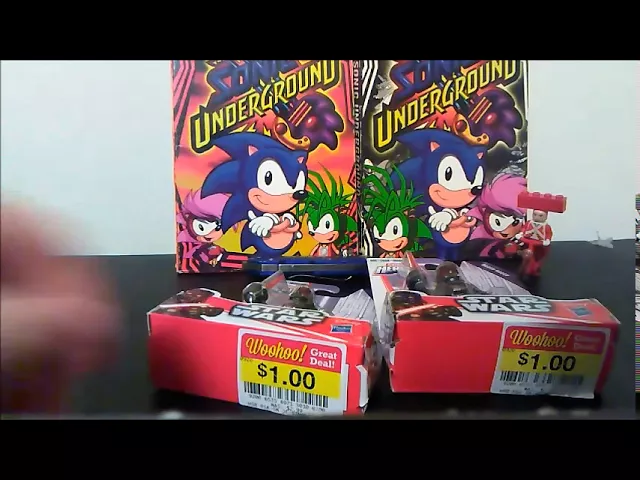 SONIC
UNDERGROUND
SONIC UNDERGROUND
SONIC
UNDERGROUND
STAR
WARS
Woohoo! Great
Deal!
$1.00
STAR
WARS
Woohoo! Great
Deal!
$1.00